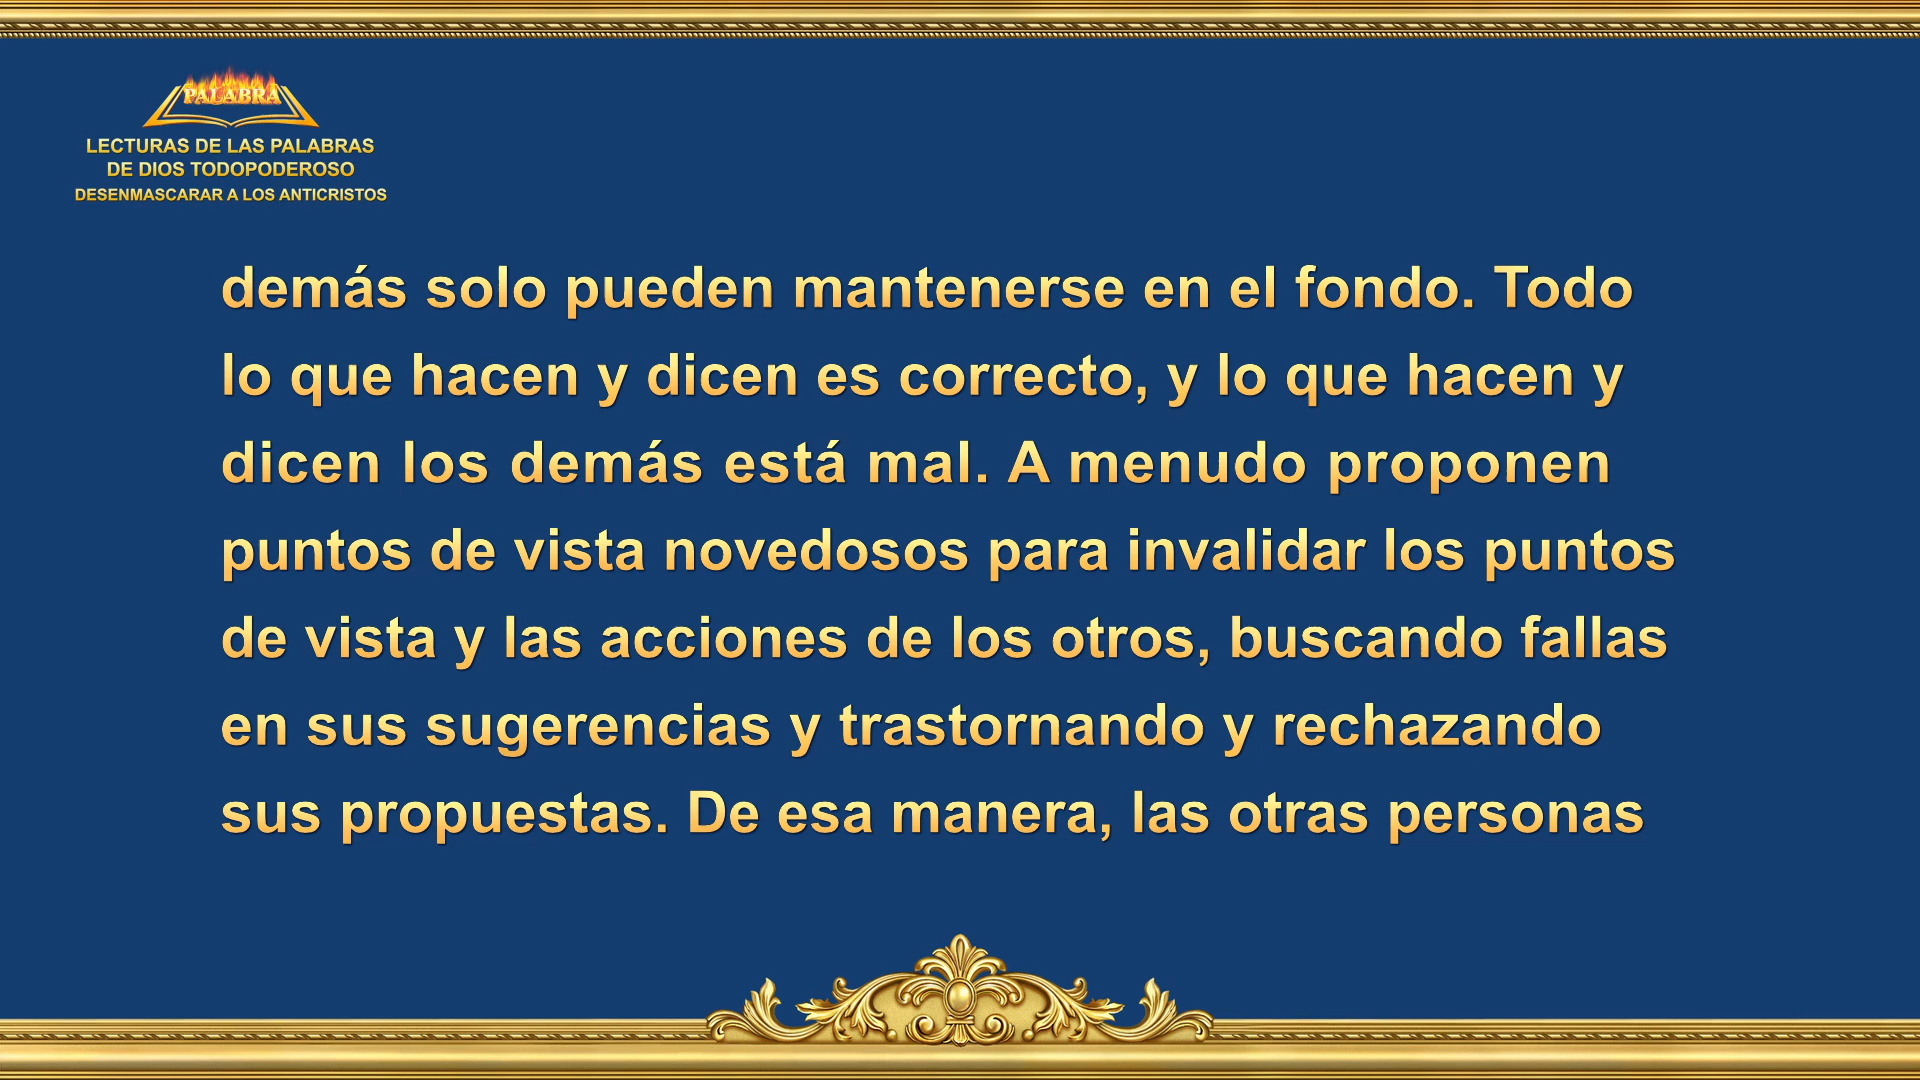 PALABRA
LECTURAS DE LAS PALABRAS
DE DIOS TODOPODEROSO
DESENMASCARAR A LOS ANTICRISTOS
demás solo pueden mantenerse en el fondo. Todo
lo que hacen y dicen es correcto, y lo que hacen y
dicen los demás está mal. A menudo proponen
puntos de vista novedosos para invalidar los puntos
de vista y las acciones de los otros, buscando fallas
en sus sugerencias y trastornando y rechazando
sus propuestas. De esa manera, las otras personas